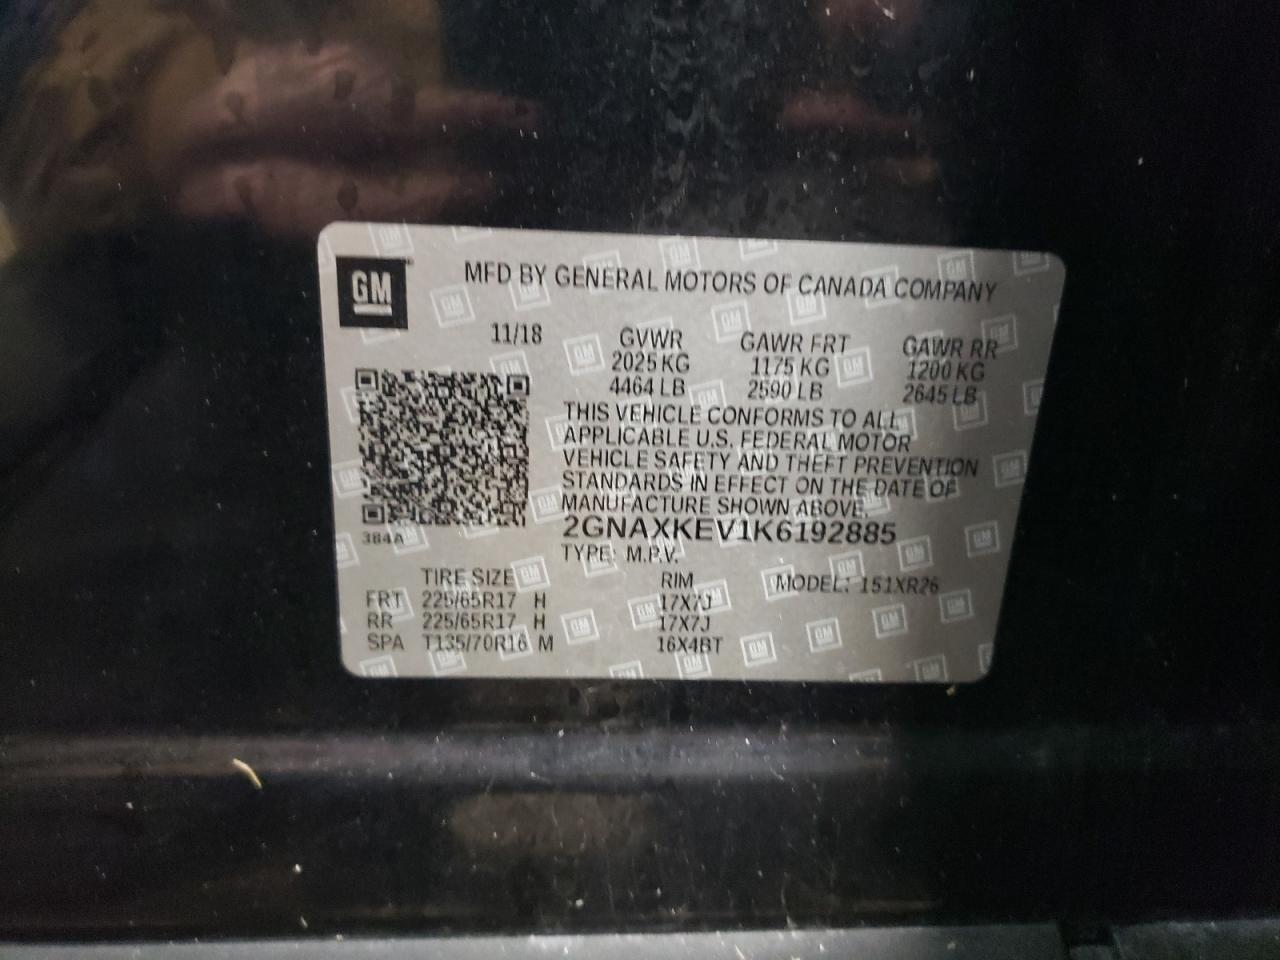 GM
MFD BY GENERAL MOTORS OF CANADA COMPANY
11/18 GVWR GAWR FRT GAWR RR
2025 KG 1175 KG 1200 KG
4464 LB 2590 LB 2645 LB
THIS VEHICLE CONFORMS TO ALL
APPLICABLE U.S. FEDERAL MOTOR
VEHICLE SAFETY AND THEFT PREVENTION
STANDARDS IN EFFECT ON THE DATE OF
MANUFACTURE SHOWN ABOVE.
384A
2GNAXKEV1K6192885
TYPE: M.P.V.
TIRE SIZE RIM MODEL: 151XR26
FRT 225/65R17 H 17X7J
RR 225/65R17 H 17X7J
SPA T135/70R16 M 16X4BT